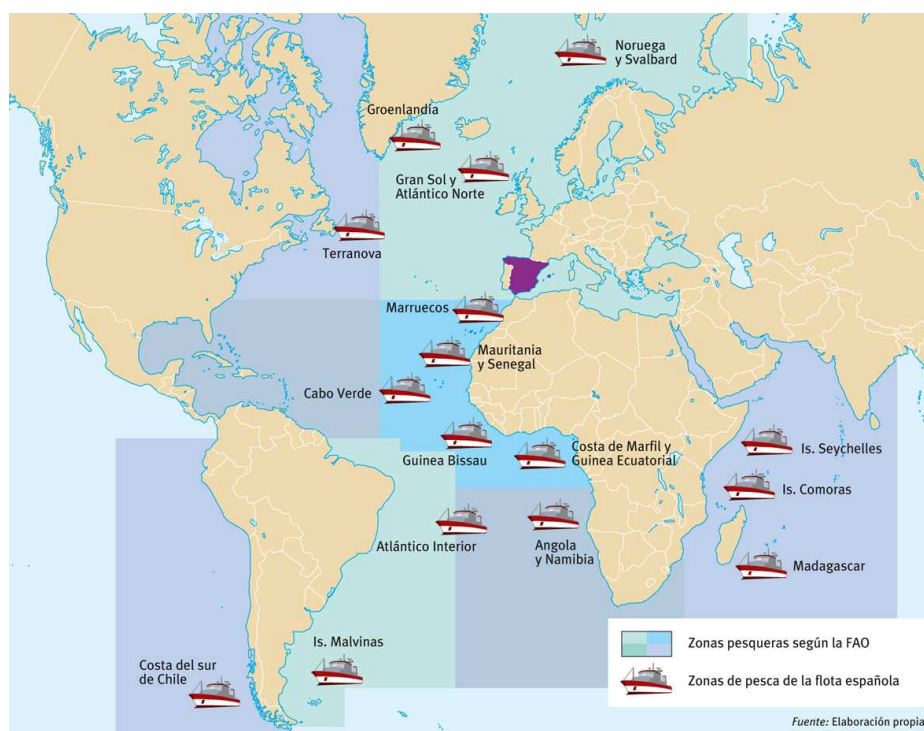 Noruega
y Svalbard
Groenlandia
Gran Sol y
Atlántico Norte
Terranova
Marruecos
Mauritania
y Senegal
Cabo Verde
Guinea Bissau
Costa de Marfil y
Guinea Ecuatorial
Is. Seychelles
Is. Comoras
Atlántico Interior
Angola
y Namibia
Madagascar
Is. Malvinas
Costa del sur
de Chile
Zonas pesqueras según la FAO
Zonas de pesca de la flota española
Fuente: Elaboración propia